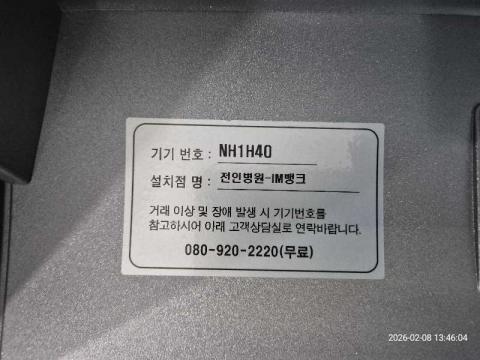 기기 번호 : NH1H40
설치점 명 : 전인병원-IM뱅크
거래 이상 및 장애 발생 시 기기번호를
참고하시어 아래 고객상담실로 연락바랍니다.
080-920-2220(무료)
2026-02-08 13:46:04